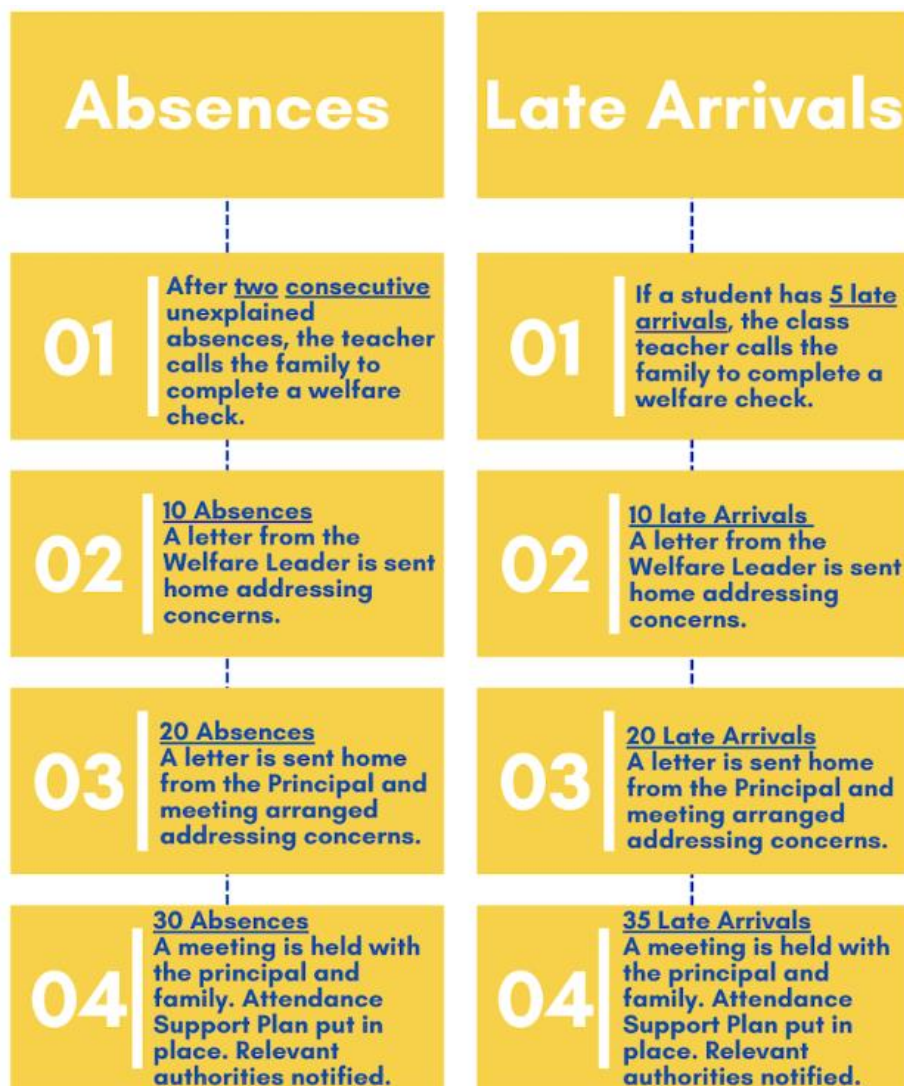 Absences
01
After two consecutive
unexplained
absences, the teacher
calls the family to
complete a welfare
check.
02
10 Absences
A letter from the
Welfare Leader is sent
home addressing
concerns.
03
20 Absences
A letter is sent home
from the Principal and
meeting arranged
addressing concerns.
04
30 Absences
A meeting is held with
the principal and
family. Attendance
Support Plan put in
place. Relevant
authorities notified.
Late Arrivals
01
If a student has 5 late
arrivals, the class
teacher calls the
family to complete a
welfare check.
02
10 late Arrivals
A letter from the
Welfare Leader is sent
home addressing
concerns.
03
20 Late Arrivals
A letter is sent home
from the Principal and
meeting arranged
addressing concerns.
04
35 Late Arrivals
A meeting is held with
the principal and
family. Attendance
Support Plan put in
place. Relevant
authorities notified.